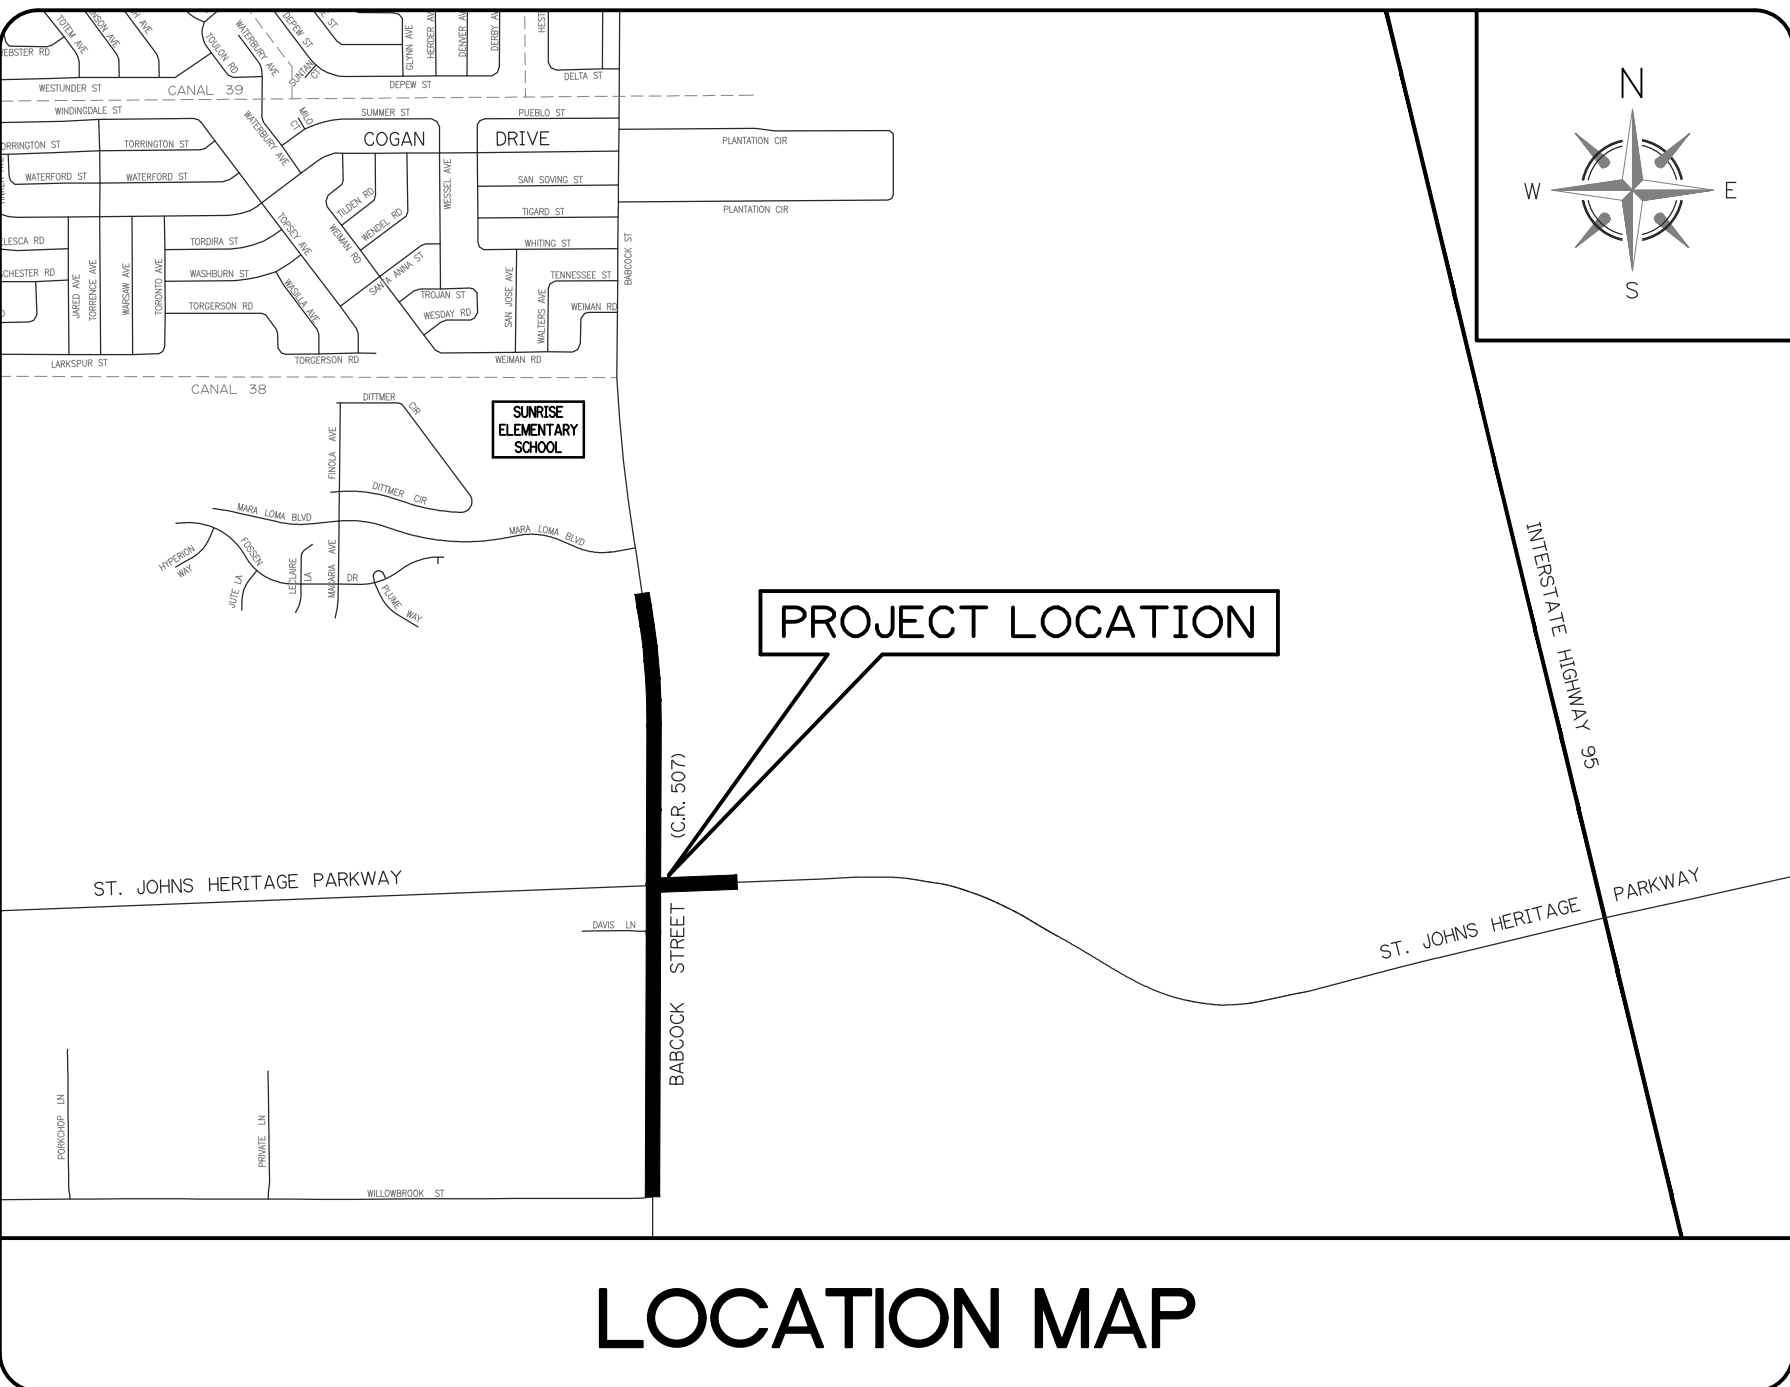 TOTEM AVE
DEPEW ST
WATERBURY AVE
TOULON RD
GLYNN AVE
HERDER AV
DENVER AV
DERBY AV
HEST
WESTUNDER ST
CANAL 39
DEPEW ST
DELTA ST
WINDINGDALE ST
MILO CT
SUMMER ST
PUEBLO ST
WATERBURY AVE
COGAN DRIVE
PLANTATION CIR
ORRINGTON ST
TORRINGTON ST
WATERFORD ST
WATERFORD ST
WESSEL AVE
SAN SOVING ST
TILDEN RD
TIGARD ST
PLANTATION CIR
WENDEL RD
WEIMAN RD
TOPSEY AVE
ELESCA RD
TORDIRA ST
WHITING ST
BABCOCK ST
CHESTER RD
WASHBURN ST
SANTA ANNA ST
TENNESSEE ST
JARED AVE
TORRENCE AVE
WARSAW AVE
TORONTO AVE
WASILLA AVE
TORGERSON RD
TROJAN ST
WESDAY RD
SAN JOSE AVE
WALTERS AVE
WEIMAN RD
LARKSPUR ST
TORGERSON RD
WEIMAN RD
CANAL 38
DITTMER CIR
FINOLA AVE
SUNRISE
ELEMENTARY
SCHOOL
DITTMER CIR
MARA LOMA BLVD
MARA LOMA BLVD
HYPERION
WAY
FOSSEN DR
JUTE LA
LECLAIRE
LA
MACARIA AVE
PLUME WAY
N
W
E
S
INTERSTATE HIGHWAY 95
PROJECT LOCATION
(C.R. 507)
ST. JOHNS HERITAGE PARKWAY
DAVIS LN
BABCOCK STREET
ST. JOHNS HERITAGE PARKWAY
PORKCHOP LN
PRIVATE LN
WILLOWBROOK ST
LOCATION MAP